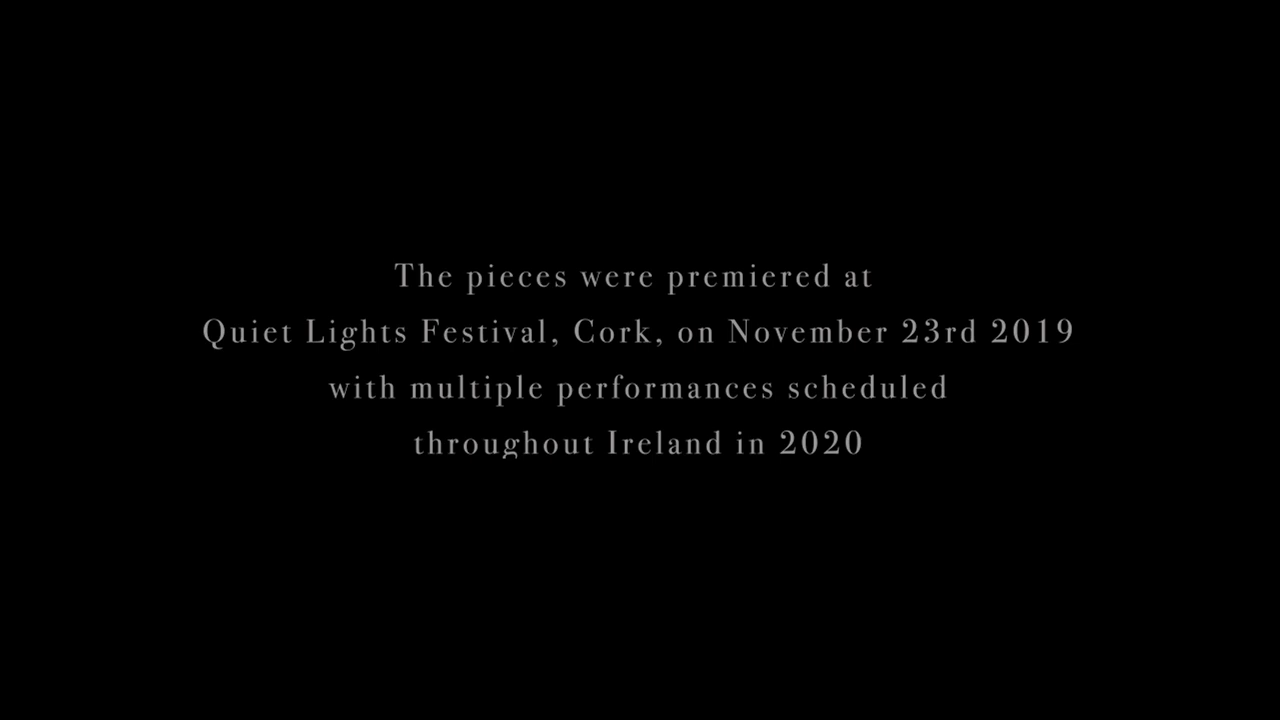 The pieces were premiered at
Quiet Lights Festival, Cork, on November 23rd 2019
with multiple performances scheduled
throughout Ireland in 2020